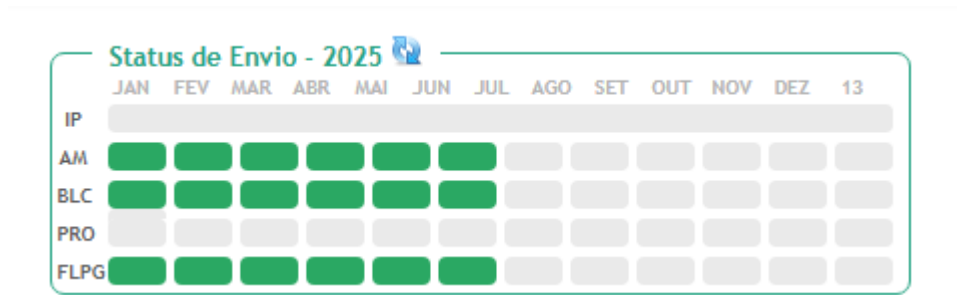 Status de Envio - 2025
JAN FEV MAR ABR MAI JUN JUL AGO SET OUT NOV DEZ 13
IP
AM
BLC
PRO
FLPG